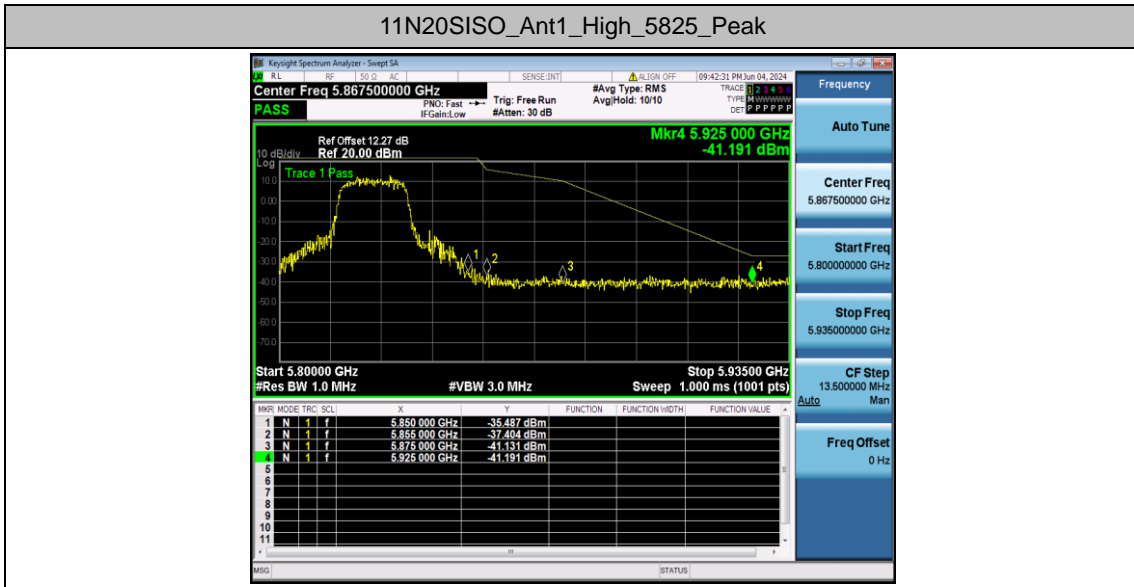 11N20SISO_Ant1_High_5825_Peak
Keysight Spectrum Analyzer - Swept SA
RL RF 50 Ω AC SENSE:INT ALIGN OFF 09:42:31 PM Jun 04, 2024
Center Freq 5.867500000 GHz
PASS
PNO: Fast
IFGain:Low
Trig: Free Run
#Atten: 30 dB
#Avg Type: RMS
Avg|Hold: 10/10
TRACE 1 2 3 4 5 6
TYPE M WWWWW
DET P P P P P P
Frequency
Auto Tune
Center Freq
5.867500000 GHz
Start Freq
5.800000000 GHz
Stop Freq
5.935000000 GHz
CF Step
13.500000 MHz
Auto Man
Freq Offset
0 Hz
Mkr4 5.925 000 GHz
-41.191 dBm
Ref Offset 12.27 dB
10 dB/div Ref 20.00 dBm
Log
Trace 1 Pass
10.0
0.00
-10.0
-20.0
-30.0
-40.0
-50.0
-60.0
-70.0
1
2
3
4
Start 5.80000 GHz Stop 5.93500 GHz
#Res BW 1.0 MHz #VBW 3.0 MHz Sweep 1.000 ms (1001 pts)
MKR MODE TRC SCL X Y FUNCTION FUNCTION WIDTH FUNCTION VALUE
1 N 1 f 5.850 000 GHz -35.487 dBm
2 N 1 f 5.855 000 GHz -37.404 dBm
3 N 1 f 5.875 000 GHz -41.131 dBm
4 N 1 f 5.925 000 GHz -41.191 dBm
5
6
7
8
9
10
11
MSG STATUS